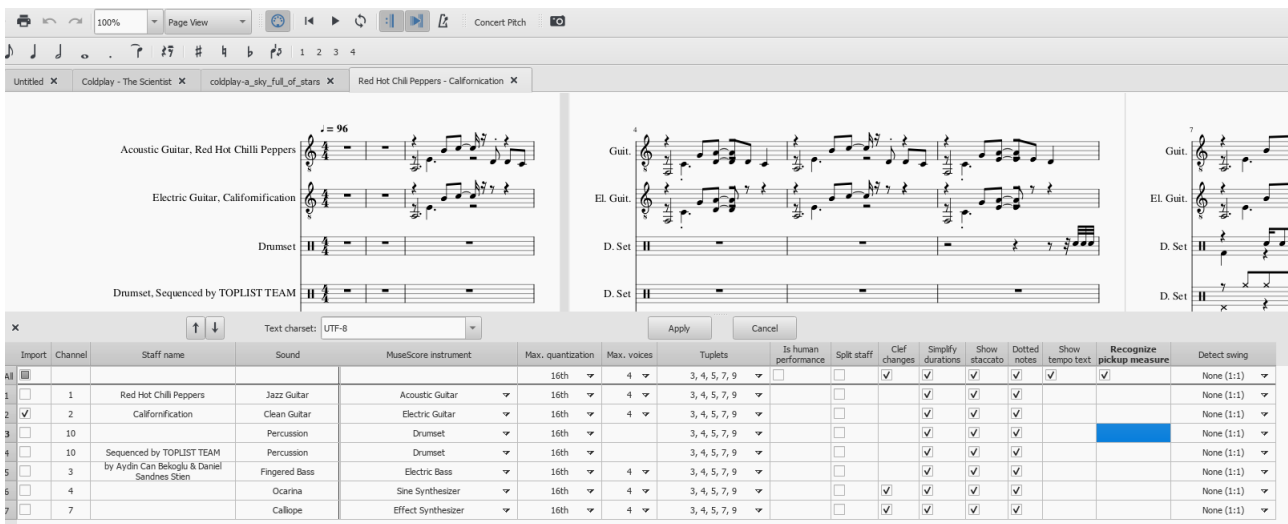 100% Page View Concert Pitch
1 2 3 4
Untitled Coldplay - The Scientist coldplay-a_sky_full_of_stars Red Hot Chili Peppers - Californication
= 96
4
7
Acoustic Guitar, Red Hot Chilli Peppers Guit. Guit.
Electric Guitar, Californification El. Guit. El. Guit.
Drumset D. Set D. Set
Drumset, Sequenced by TOPLIST TEAM D. Set D. Set
Text charset: UTF-8 Apply Cancel
Import Channel Staff name Sound MuseScore instrument Max. quantization Max. voices Tuplets Is human performance Split staff Clef changes Simplify durations Show staccato Dotted notes Show tempo text Recognize pickup measure Detect swing
All 16th 4 3, 4, 5, 7, 9 None (1:1)
1 1 Red Hot Chilli Peppers Jazz Guitar Acoustic Guitar 16th 4 3, 4, 5, 7, 9 None (1:1)
2 2 Californification Clean Guitar Electric Guitar 16th 4 3, 4, 5, 7, 9 None (1:1)
3 10 Percussion Drumset 16th 3, 4, 5, 7, 9 None (1:1)
4 10 Sequenced by TOPLIST TEAM Percussion Drumset 16th 3, 4, 5, 7, 9 None (1:1)
5 3 by Aydin Can Bekoglu & Daniel Sandnes Stien Fingered Bass Electric Bass 16th 4 3, 4, 5, 7, 9 None (1:1)
6 4 Ocarina Sine Synthesizer 16th 4 3, 4, 5, 7, 9 None (1:1)
7 7 Calliope Effect Synthesizer 16th 4 3, 4, 5, 7, 9 None (1:1)